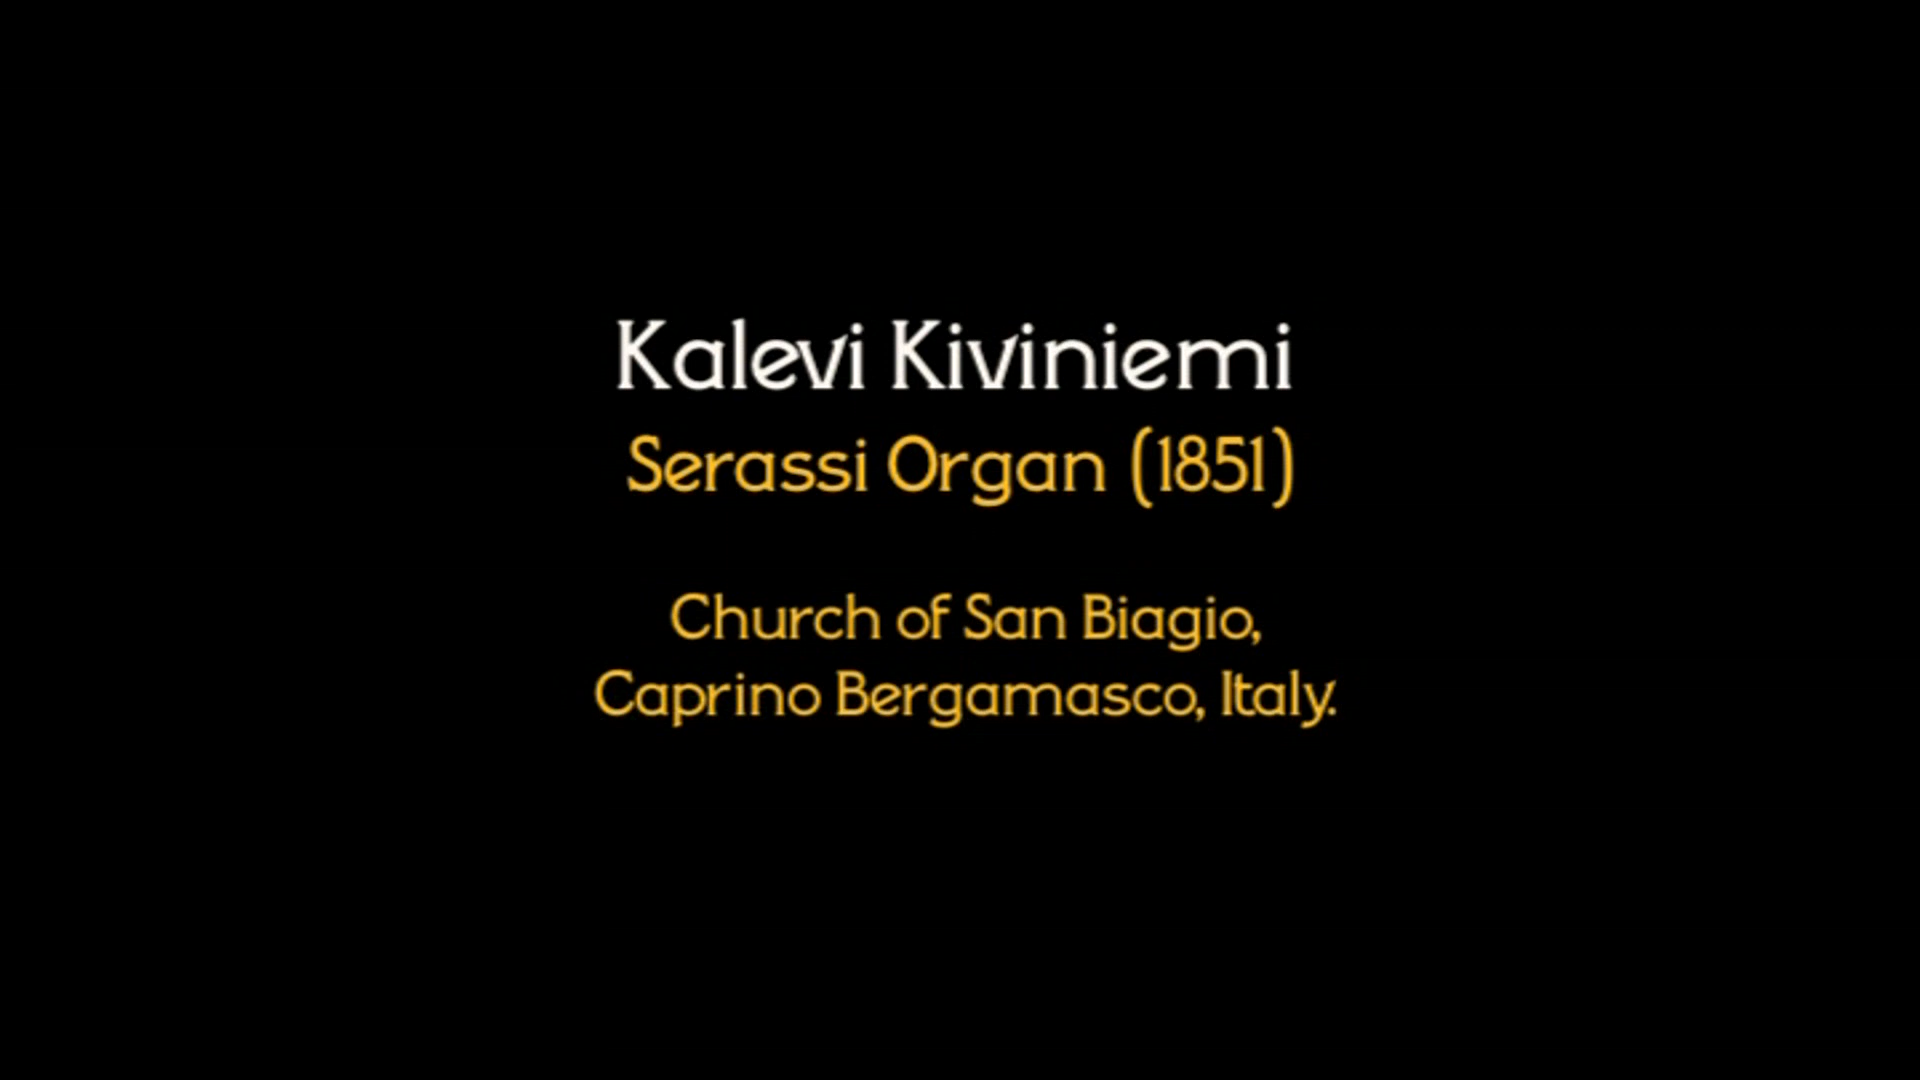 Kalevi Kiviniemi
Serassi Organ (1851)
Church of San Biagio,
Caprino Bergamasco, Italy.